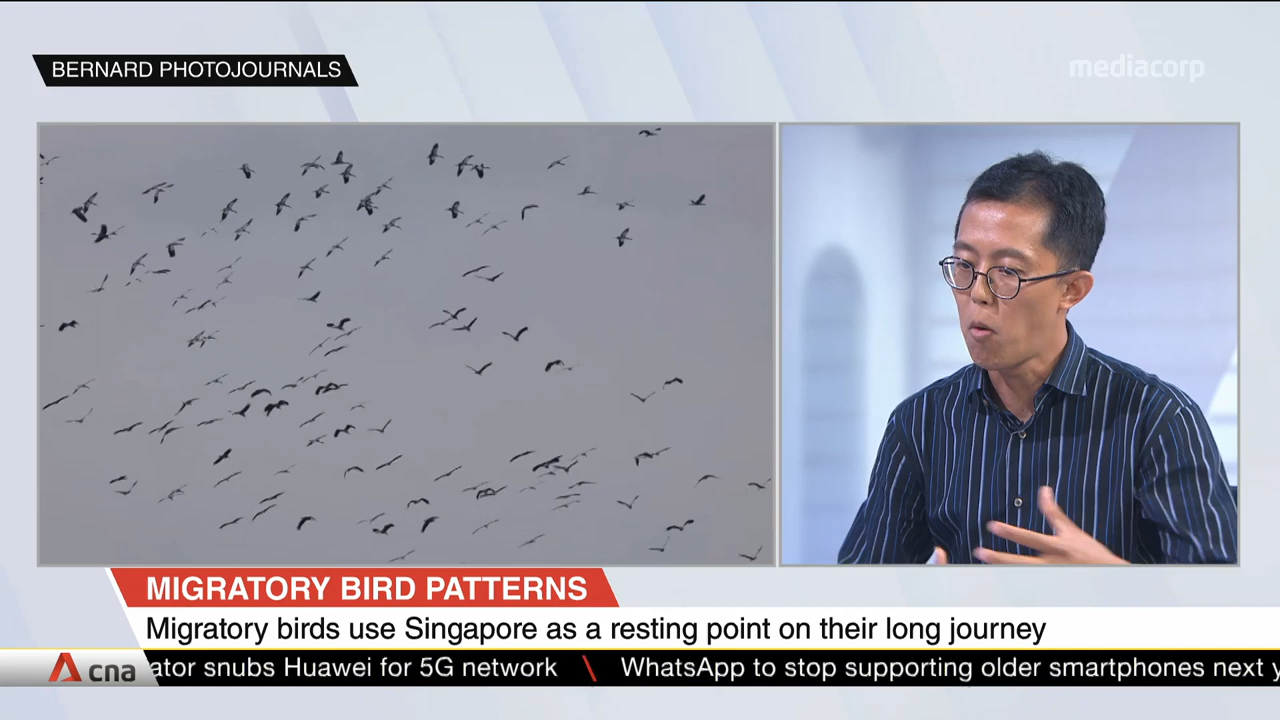 BERNARD PHOTOJOURNALS
mediacorp
MIGRATORY BIRD PATTERNS
Migratory birds use Singapore as a resting point on their long journey
cna
ator snubs Huawei for 5G network \ WhatsApp to stop supporting older smartphones next y